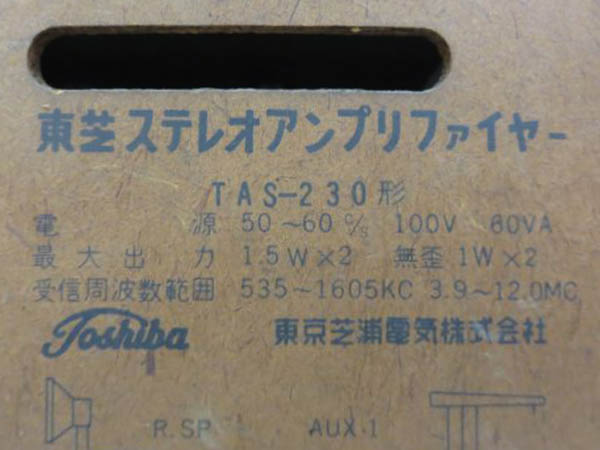 東芝ステレオアンプリファイヤー
TAS-230形
電源 50~60 c/s 100V 60VA
最大出力 1.5W×2 無歪 1W×2
受信周波数範囲 535~1605KC 3.9~12.0MC
Toshiba 東京芝浦電気株式会社
R.SP AUX.1